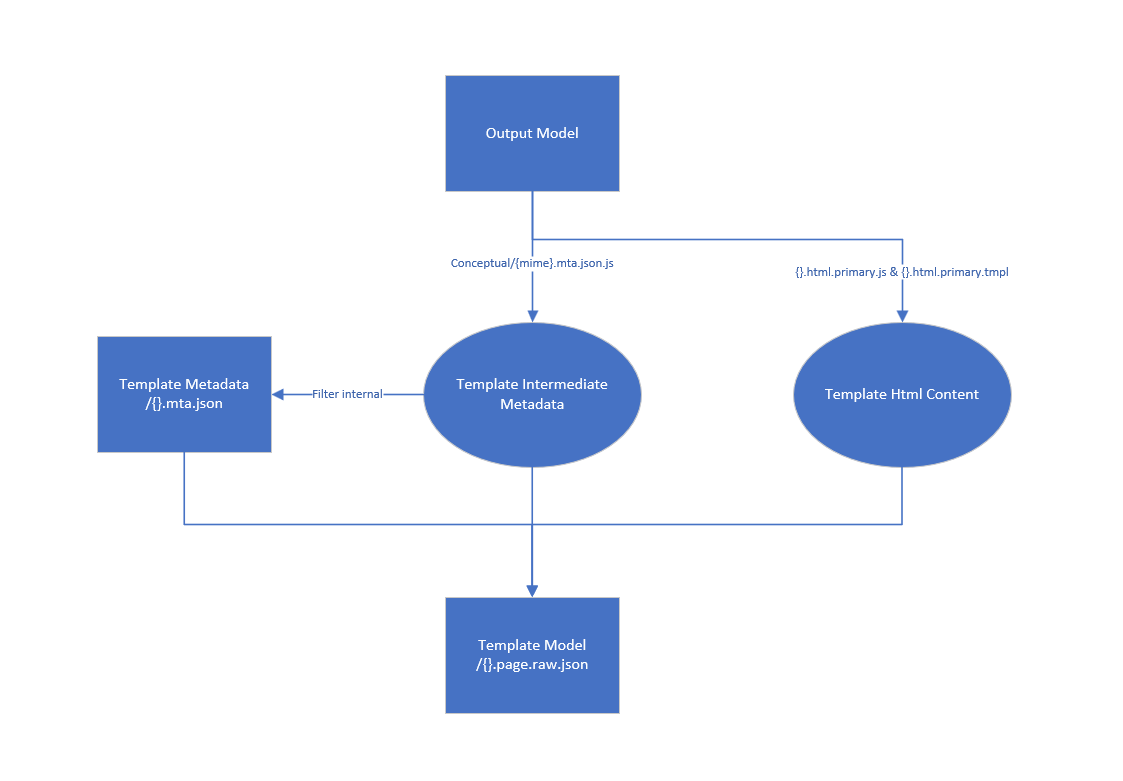 Output Model
Conceptual/{mime}.mta.json.js
{}.html.primary.js & {}.html.primary.tmpl
Template Metadata
/{}.mta.json
Filter internal
Template Intermediate
Metadata
Template Html Content
Template Model
/{}.page.raw.json